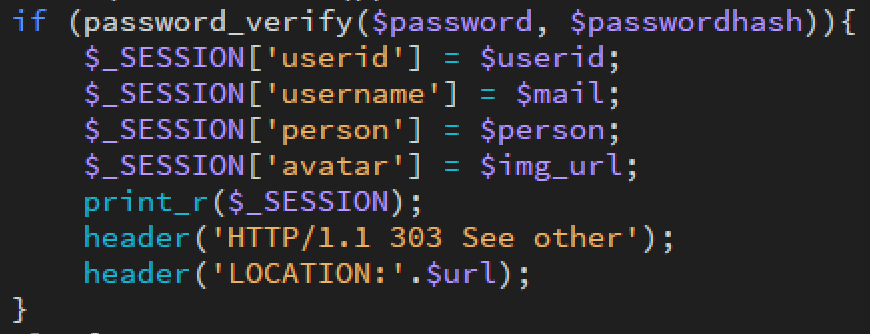 if (password_verify($password, $passwordhash)){
    $_SESSION['userid'] = $userid;
    $_SESSION['username'] = $mail;
    $_SESSION['person'] = $person;
    $_SESSION['avatar'] = $img_url;
    print_r($_SESSION);
    header('HTTP/1.1 303 See other');
    header('LOCATION:'.$url);
}